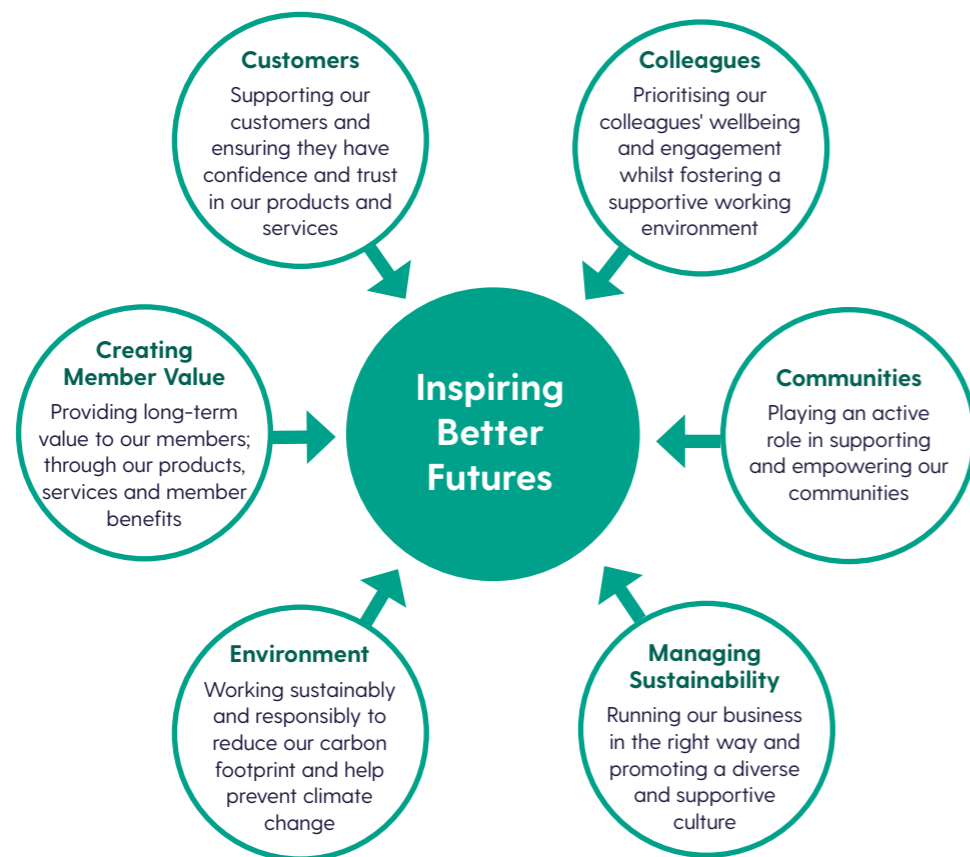 Customers
Supporting our
customers and
ensuring they have
confidence and trust
in our products and
services
Colleagues
Prioritising our
colleagues' wellbeing
and engagement
whilst fostering a
supportive working
environment
Creating
Member Value
Providing long-term
value to our members;
through our products,
services and member
benefits
Inspiring
Better
Futures
Communities
Playing an active
role in supporting
and empowering our
communities
Environment
Working sustainably
and responsibly to
reduce our carbon
footprint and help
prevent climate
change
Managing
Sustainability
Running our business
in the right way and
promoting a diverse
and supportive
culture